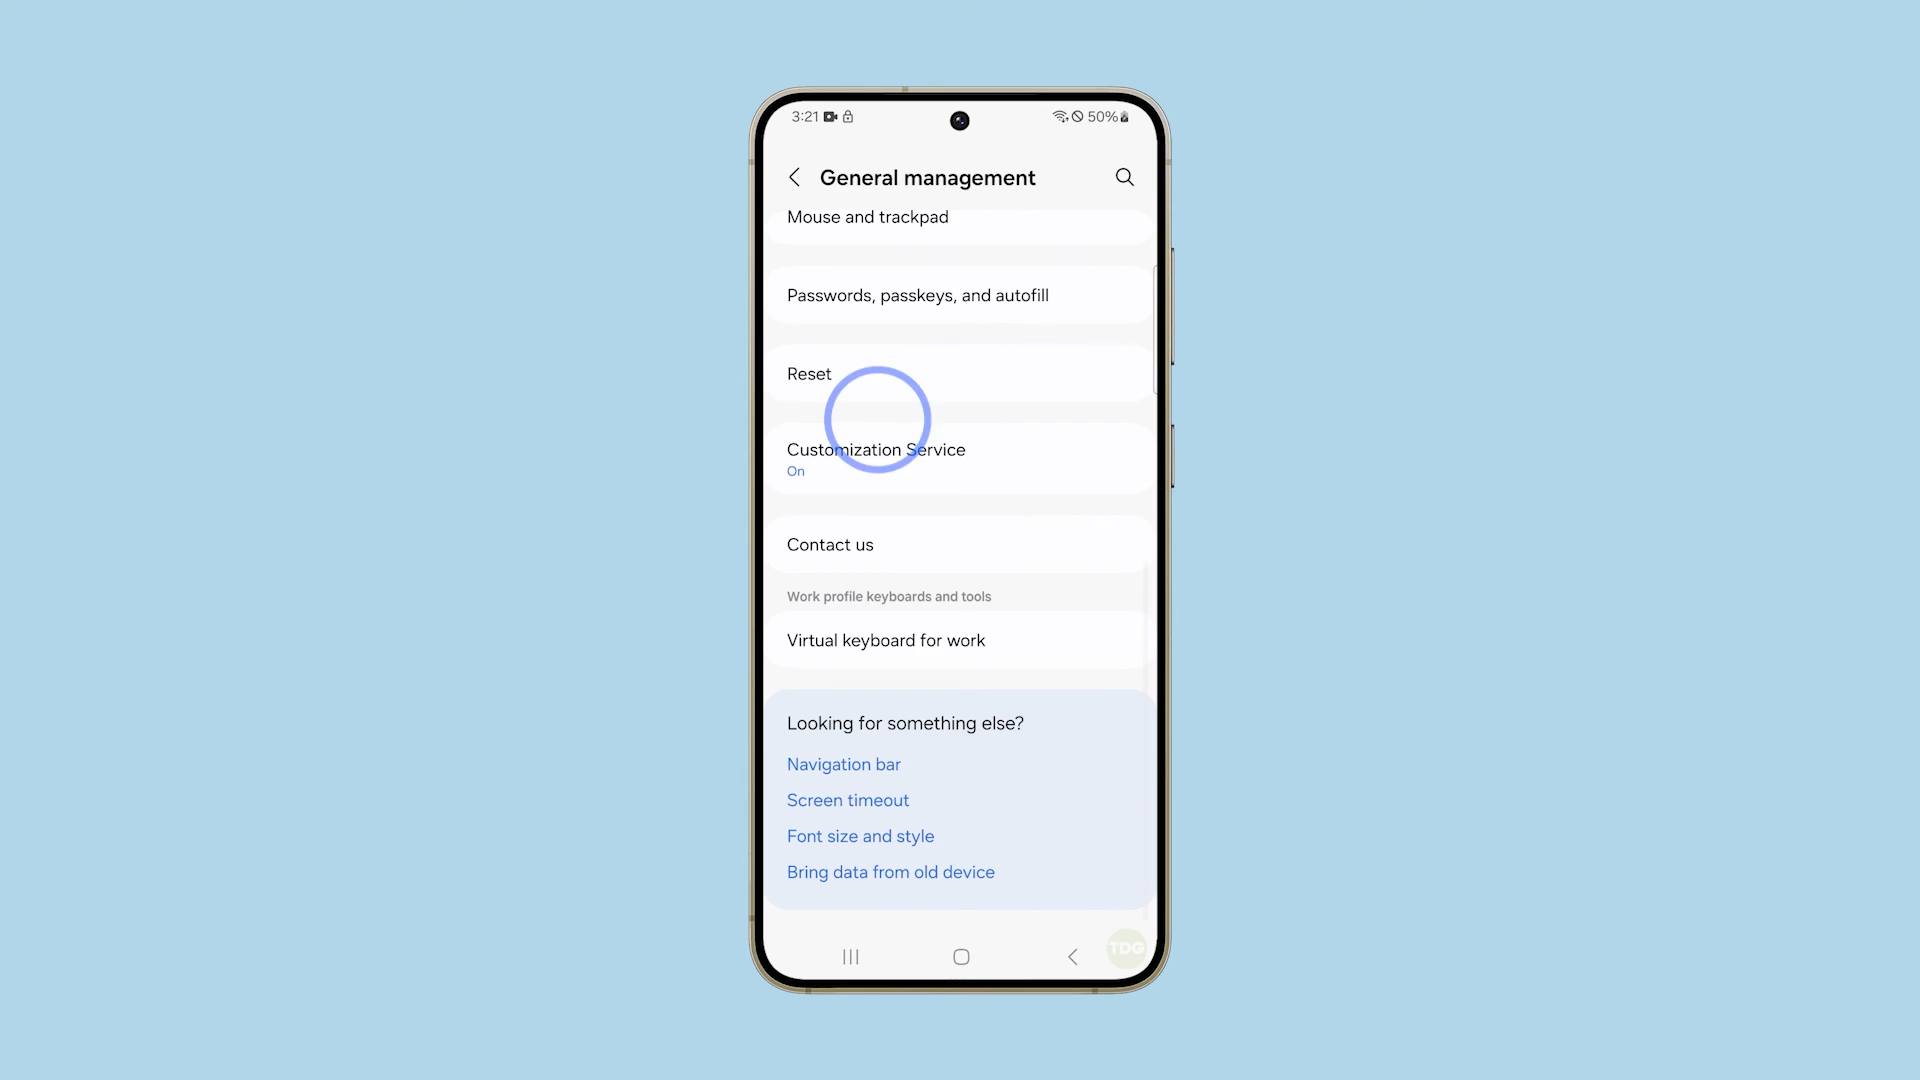 3:21
50%
General management
Mouse and trackpad
Passwords, passkeys, and autofill
Reset
Customization Service
On
Contact us
Work profile keyboards and tools
Virtual keyboard for work
Looking for something else?
Navigation bar
Screen timeout
Font size and style
Bring data from old device
TDG